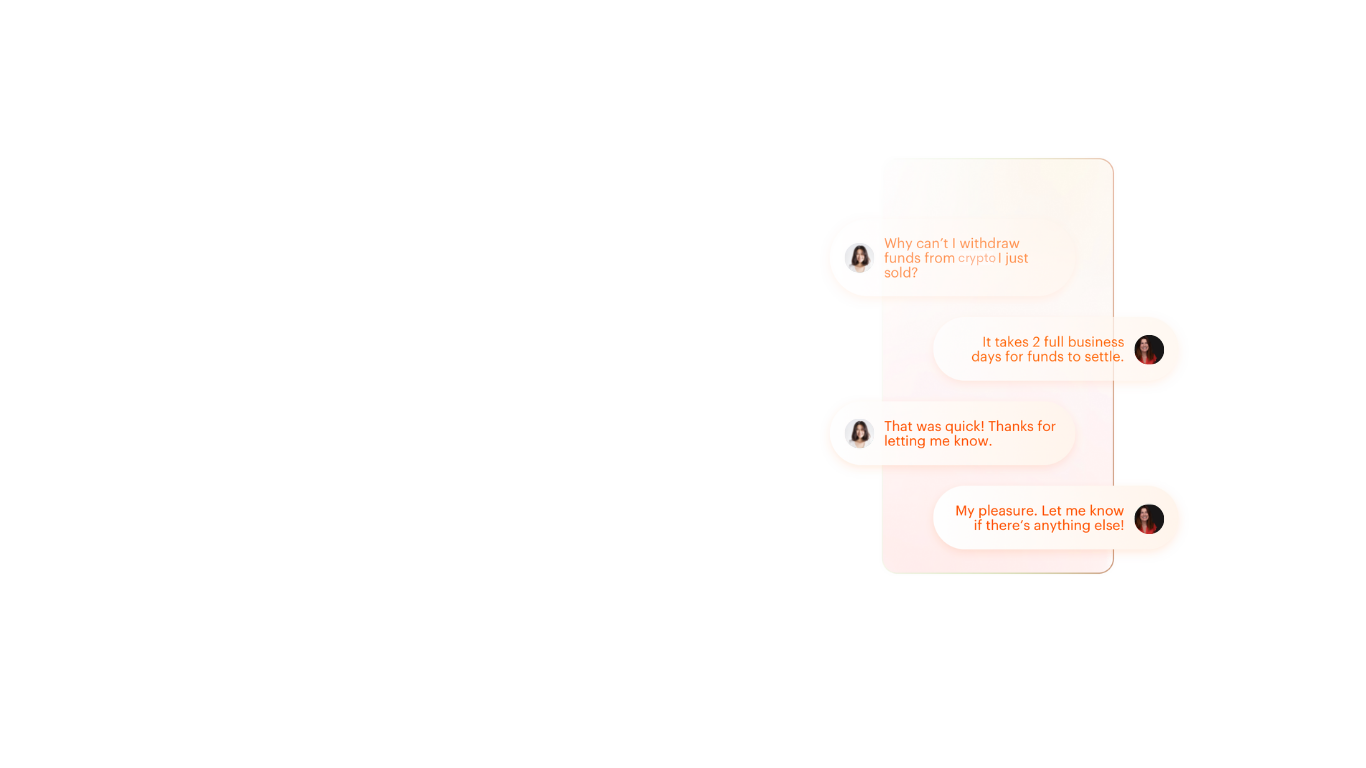 Why can't I withdraw
funds from crypto I just
sold?
It takes 2 full business
days for funds to settle.
That was quick! Thanks for
letting me know.
My pleasure. Let me know
if there's anything else!